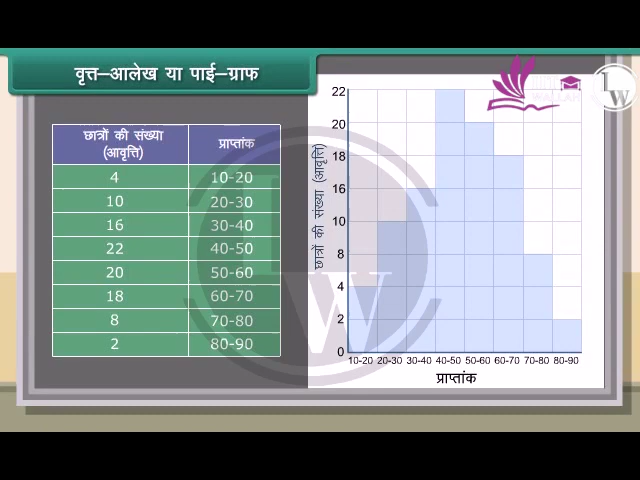 वृत्त–आलेख या पाई–ग्राफ
छात्रों की संख्या
(आवृत्ति)
प्राप्तांक
4 10-20
10 20-30
16 30-40
22 40-50
20 50-60
18 60-70
8 70-80
2 80-90
छात्रों की संख्या (आवृत्ति)
22
20
18
16
10
8
4
2
0
10-20 20-30 30-40 40-50 50-60 60-70 70-80 80-90
प्राप्तांक
LW
LW